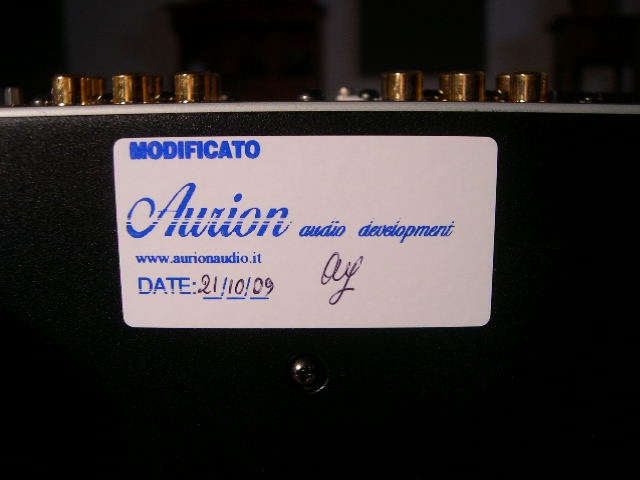 MODIFICATO
Aurion audio development
www.aurionaudio.it
DATE: 21/10/09